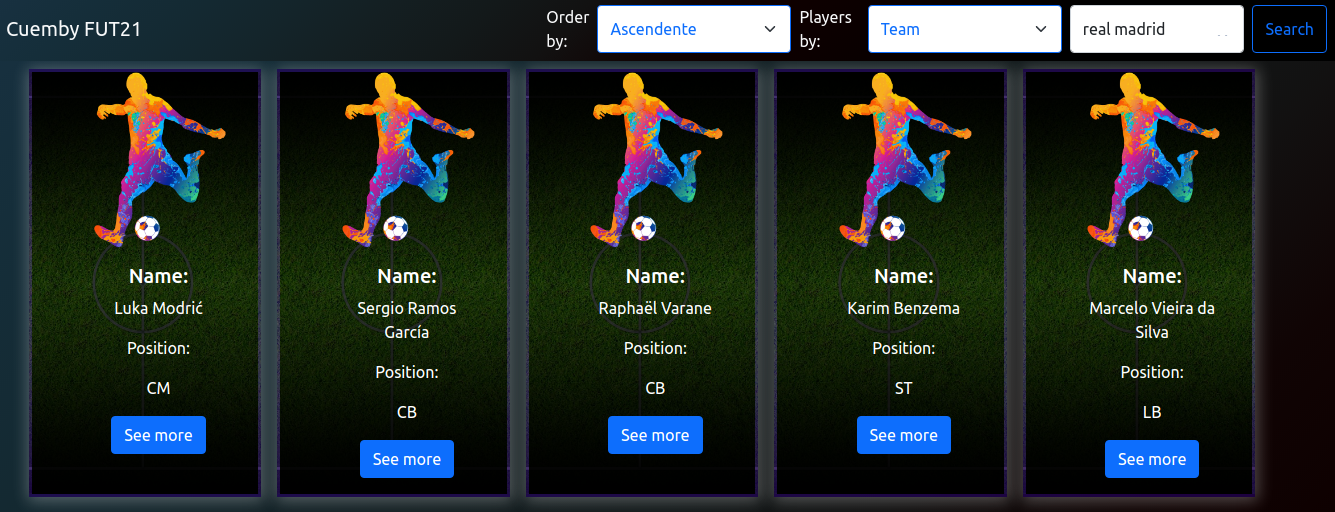 Cuemby FUT21
Order
by:
Ascendente
Players
by:
Team
real madrid
Search
Name:
Luka Modrić
Position:
CM
See more
Name:
Sergio Ramos
García
Position:
CB
See more
Name:
Raphaël Varane
Position:
CB
See more
Name:
Karim Benzema
Position:
ST
See more
Name:
Marcelo Vieira da
Silva
Position:
LB
See more